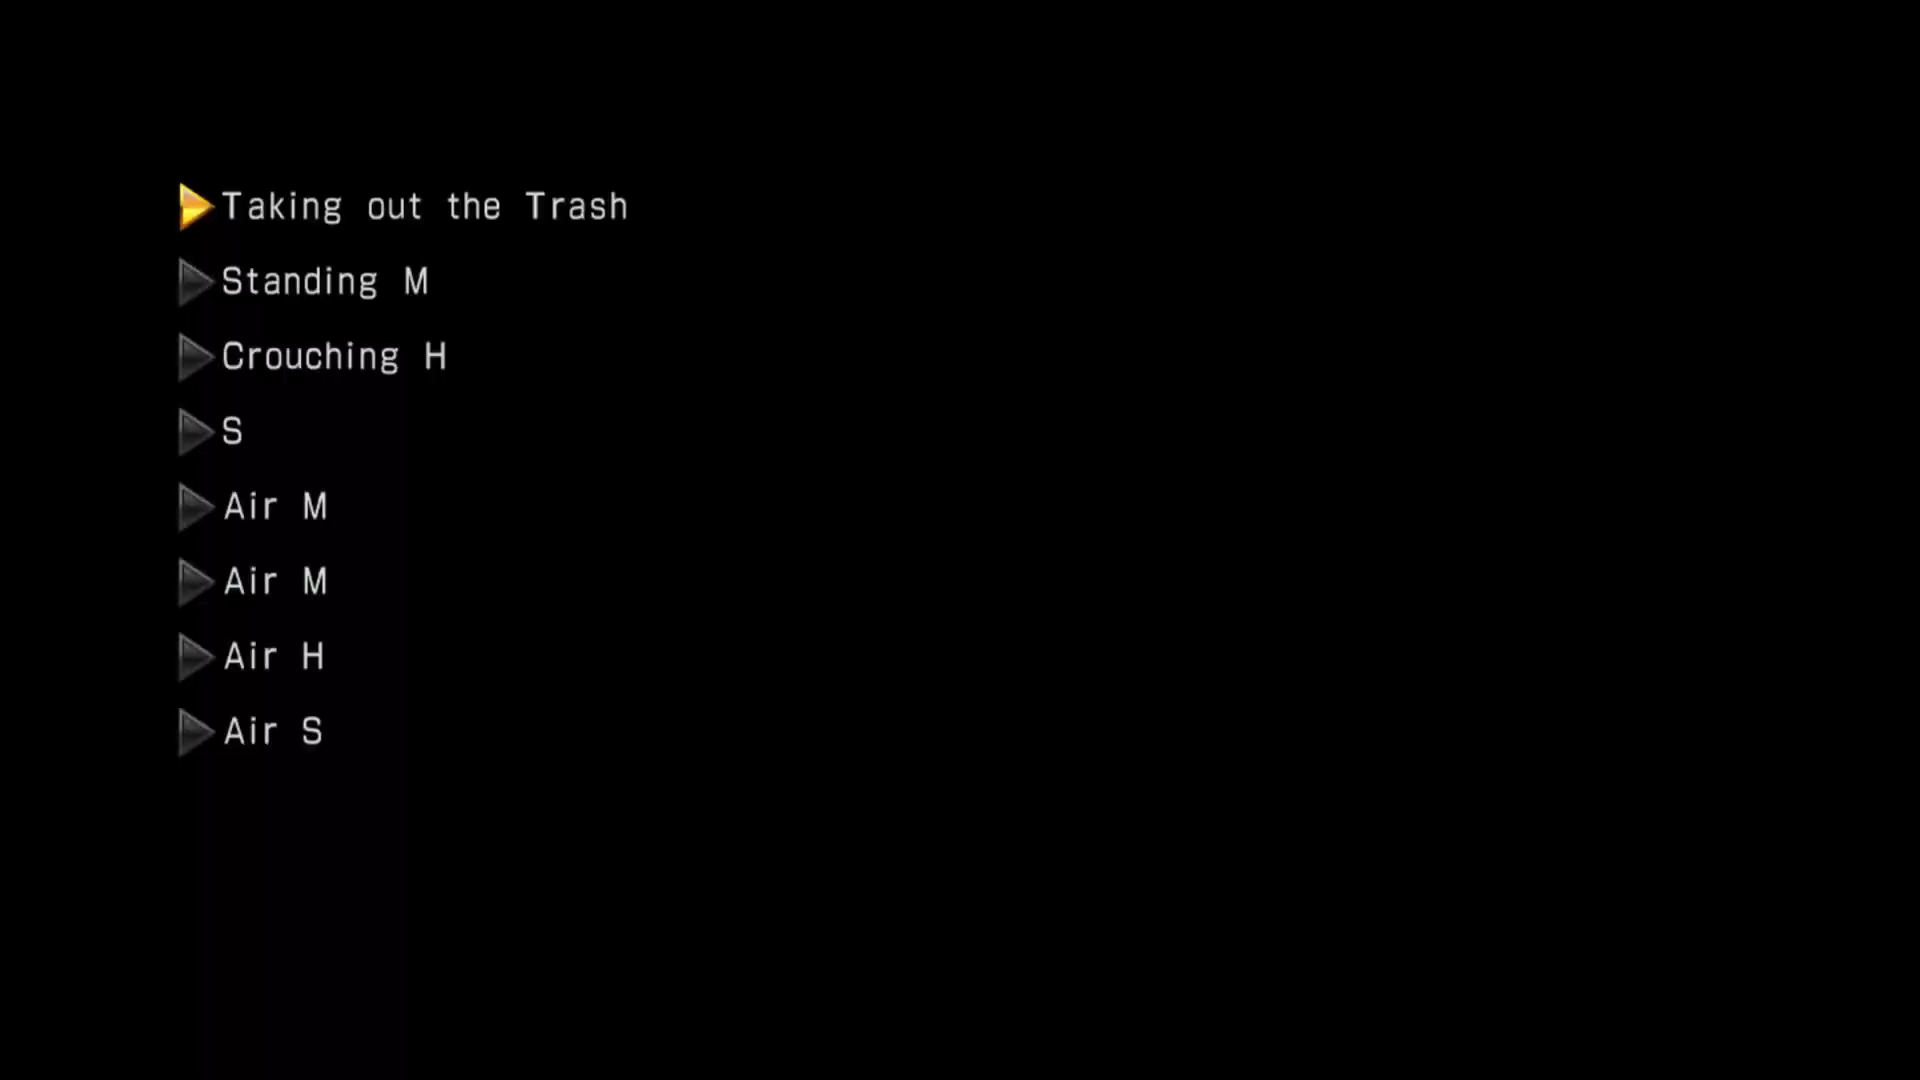 Taking out the Trash
Standing M
Crouching H
S
Air M
Air M
Air H
Air S